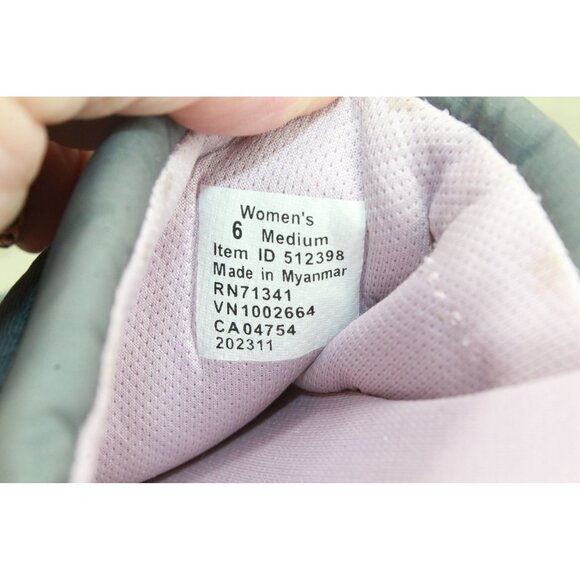 Women's
6 Medium
Item ID 512398
Made in Myanmar
RN71341
VN1002664
CA04754
202311